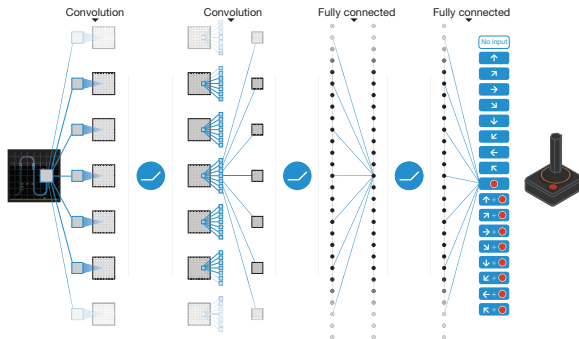 Convolution
Convolution
Fully connected
Fully connected
No input
+
+
+
+
+
+
+
+